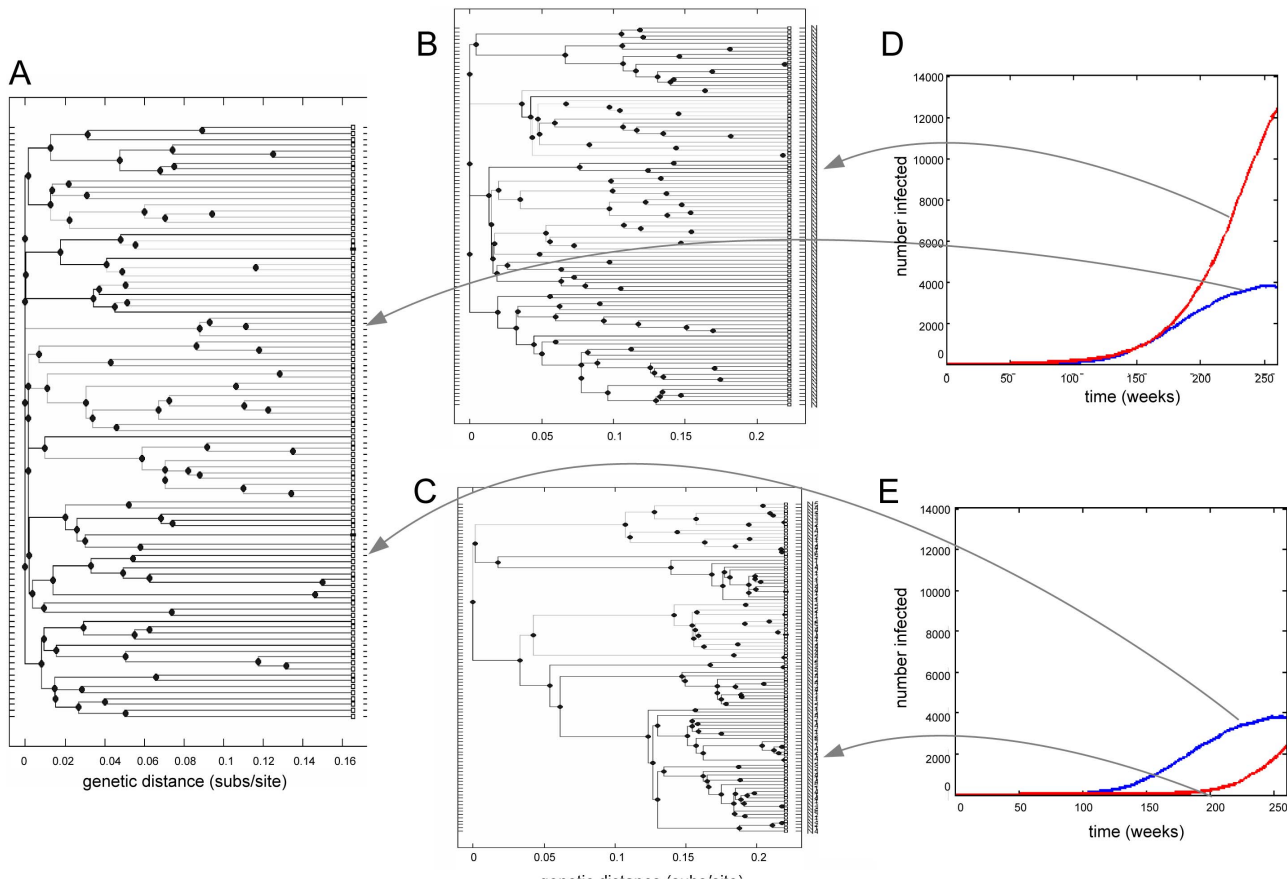 A
0 0.02 0.04 0.06 0.08 0.10 0.12 0.14 0.16
genetic distance (subs/site)
B
0 0.05 0.1 0.15 0.2
C
0 0.05 0.1 0.15 0.2
D
14000
12000
10000
8000
6000
4000
2000
0
number infected
0 50 100 150 200 250
time (weeks)
E
14000
12000
10000
8000
6000
4000
2000
0
number infected
0 50 100 150 200 250
time (weeks)